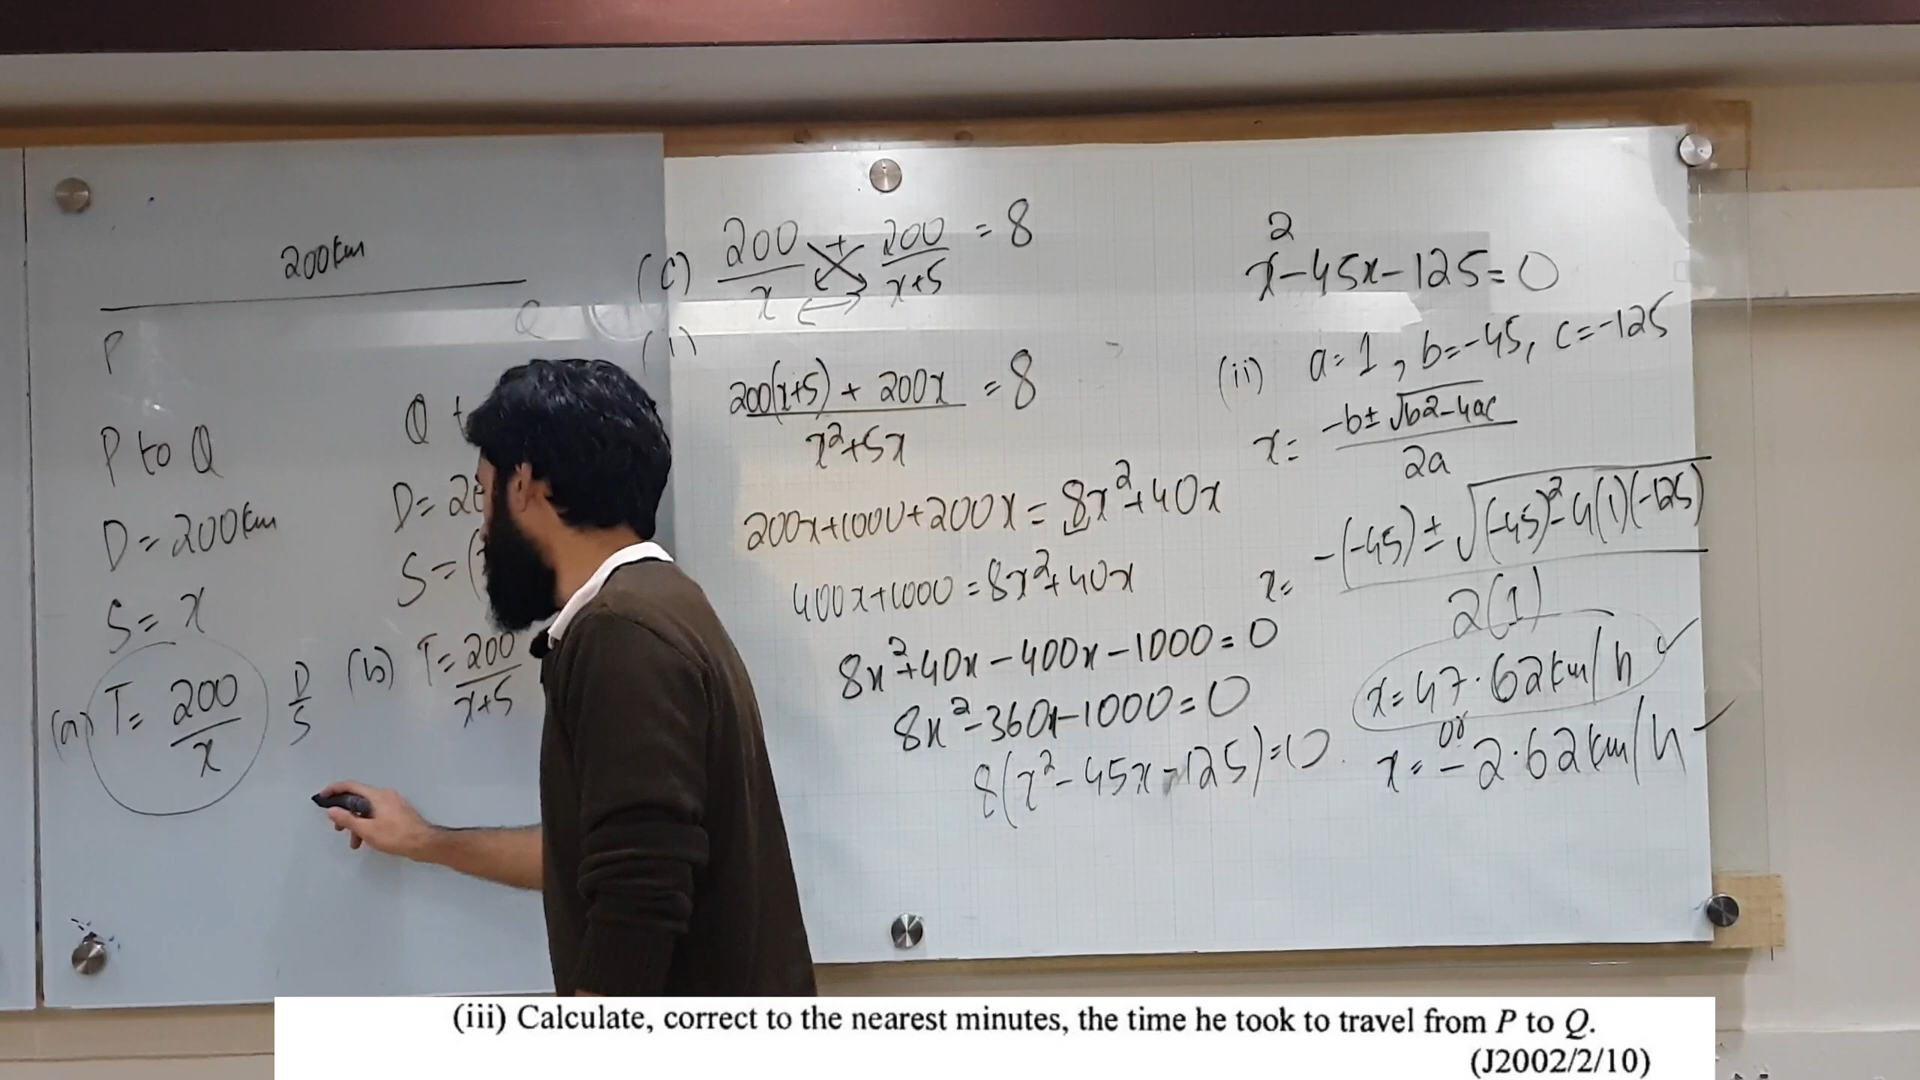 200km
P
Q
P to Q
D = 200km
S = x
(a) T = 200/x
D/S
Q
S = (
(b) T = 200/x+5
(c) 200/x + 200/x+5 = 8
(i)
200(x+5) + 200x / x²+5x = 8
200x+1000+200x = 8x²+40x
400x+1000 = 8x²+40x
8x²+40x-400x-1000=0
8x²-360x-1000=0
8(x²-45x-125)=0
x²-45x-125=0
(ii) a=1, b=-45, c=-125
x = -b±√b2-4ac / 2a
x = -(-45)±√(-45)²-4(1)(-125) / 2(1)
x=47.62km/h
or
x=-2.62km/h
(iii) Calculate, correct to the nearest minutes, the time he took to travel from P to Q.
(J2002/2/10)